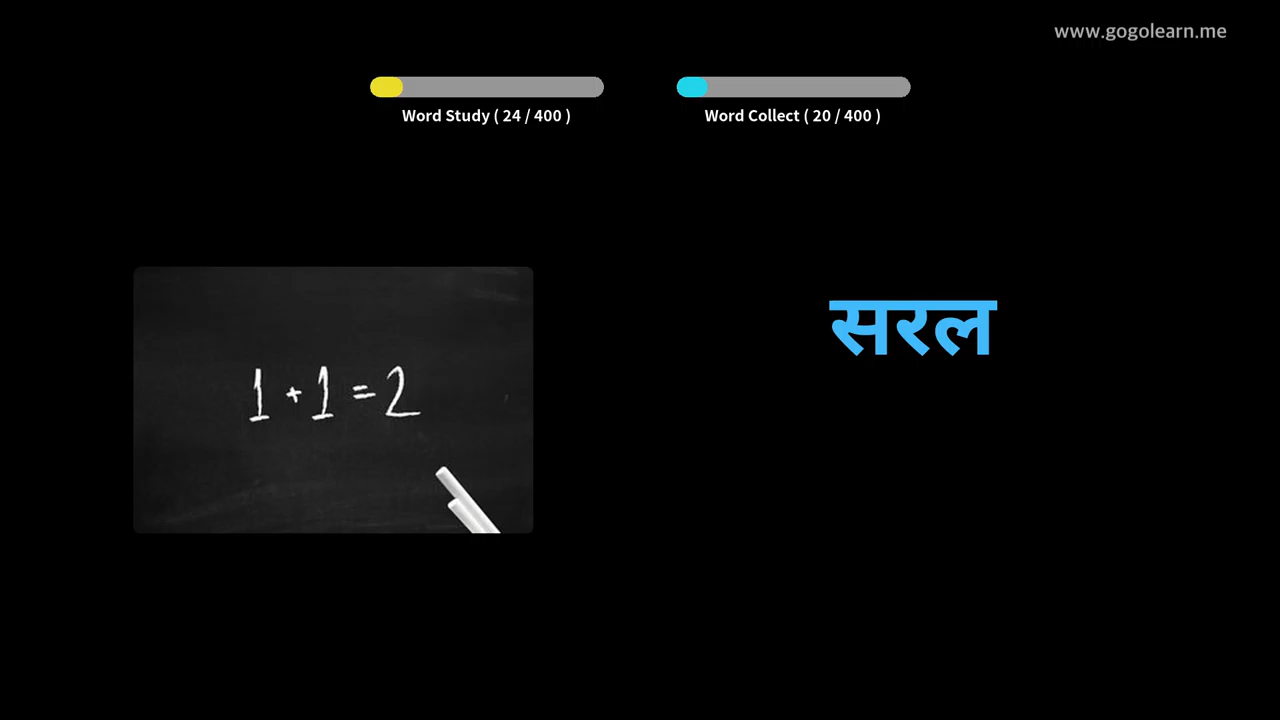 www.gogolearn.me
Word Study ( 24 / 400 )
Word Collect ( 20 / 400 )
सरल
1 + 1 = 2